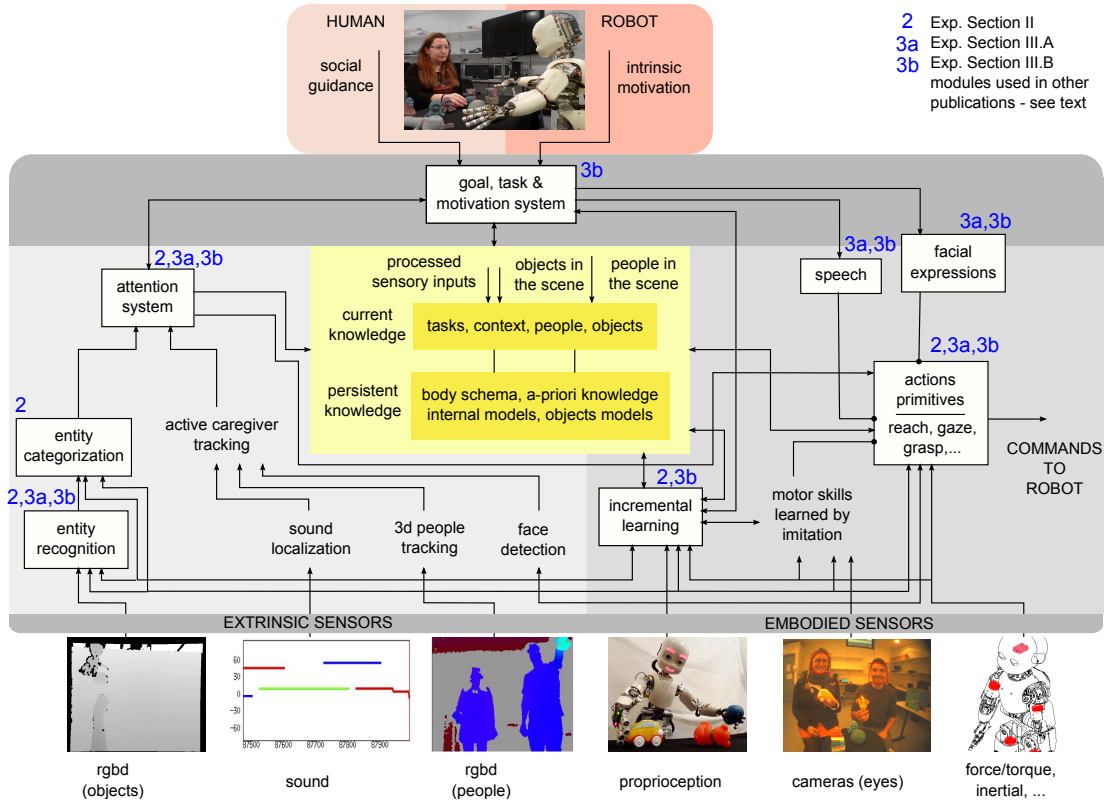 HUMAN
ROBOT
social
guidance
intrinsic
motivation
2 Exp. Section II
3a Exp. Section III.A
3b Exp. Section III.B
modules used in other
publications - see text
goal, task &
motivation system
3b
2,3a,3b
attention
system
processed
sensory inputs
objects in
the scene
people in
the scene
current
knowledge
tasks, context, people, objects
persistent
knowledge
body schema, a-priori knowledge
internal models, objects models
3a,3b
speech
3a,3b
facial
expressions
2,3a,3b
actions
primitives
reach, gaze,
grasp,...
COMMANDS
TO
ROBOT
2
entity
categorization
active caregiver
tracking
2,3a,3b
entity
recognition
sound
localization
3d people
tracking
face
detection
2,3b
incremental
learning
motor skills
learned by
imitation
EXTRINSIC SENSORS
EMBODIED SENSORS
60
30
0
-30
-60
87500
87600
87700
87800
87900
rgbd
(objects)
sound
rgbd
(people)
proprioception
cameras (eyes)
force/torque,
inertial, ...